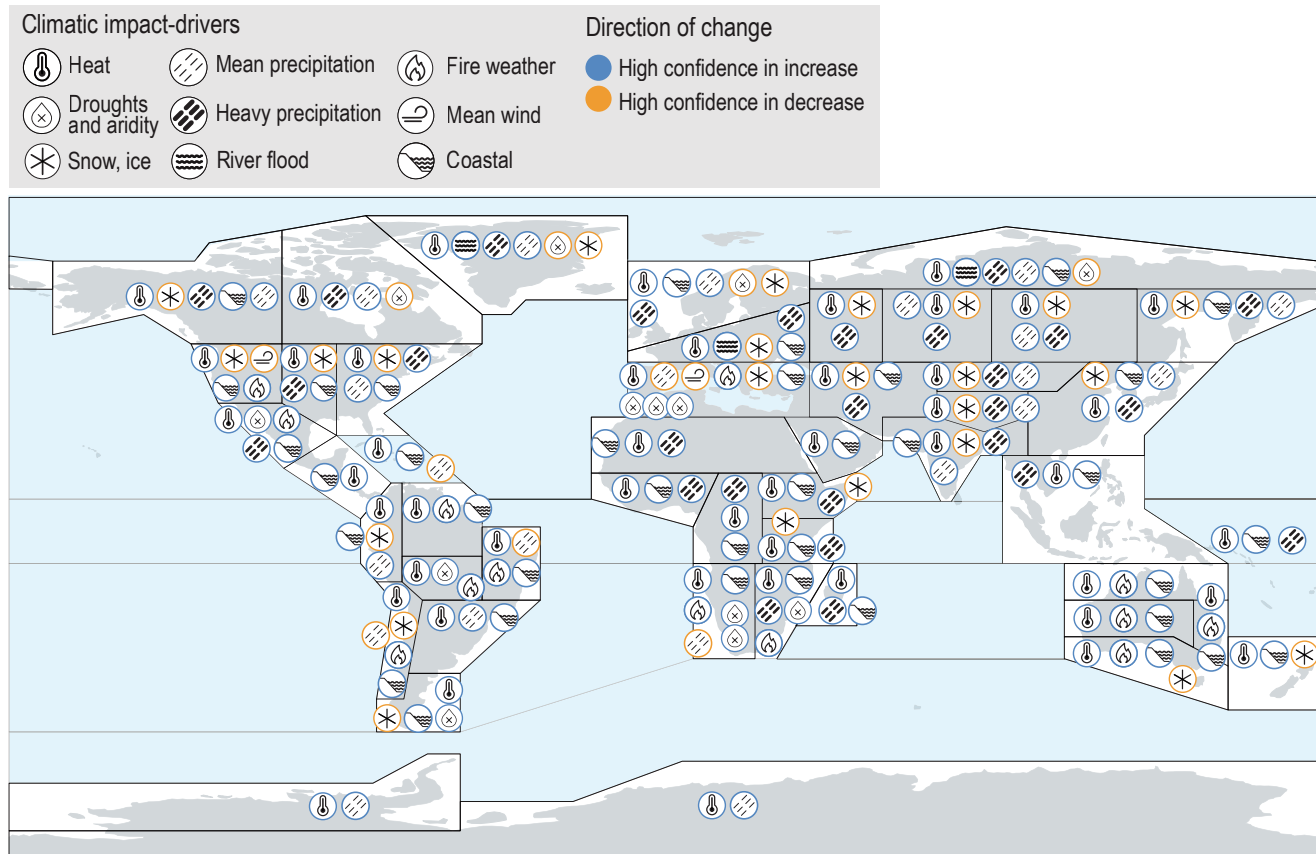 Climatic impact-drivers
Heat
Mean precipitation
Fire weather
Droughts
and aridity
Heavy precipitation
Mean wind
Snow, ice
River flood
Coastal
Direction of change
High confidence in increase
High confidence in decrease